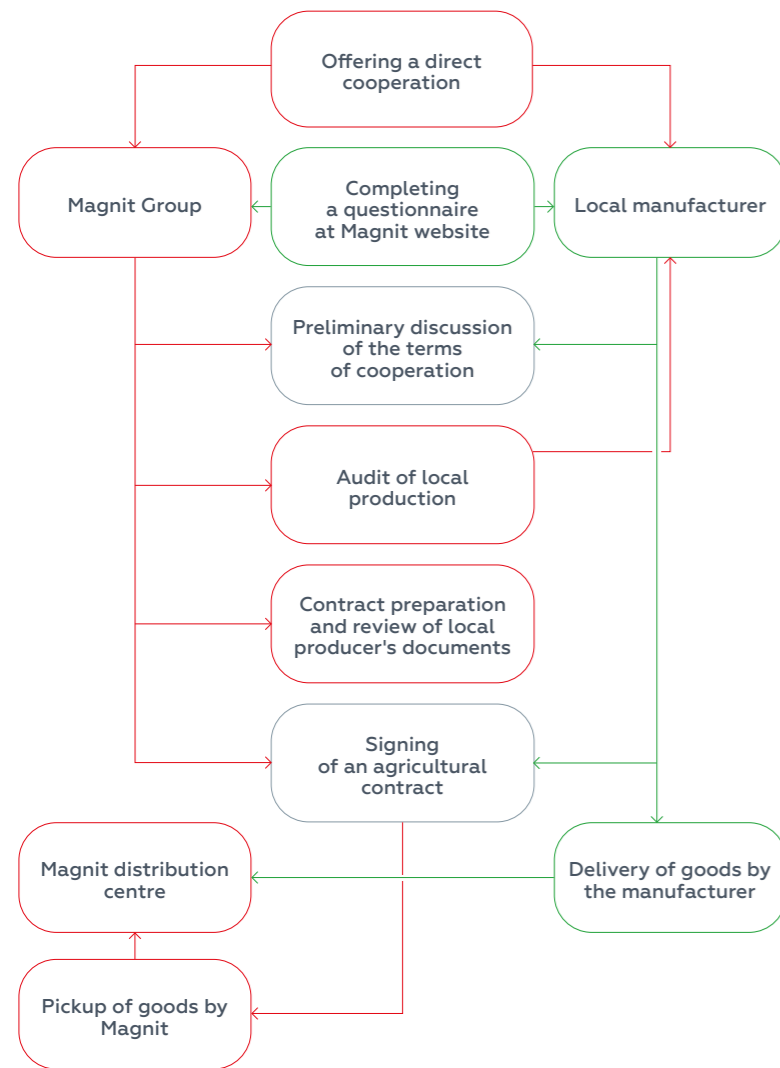 Offering a direct
cooperation
Magnit Group
Completing
a questionnaire
at Magnit website
Local manufacturer
Preliminary discussion
of the terms
of cooperation
Audit of local
production
Contract preparation
and review of local
producer's documents
Signing
of an agricultural
contract
Magnit distribution
centre
Delivery of goods by
the manufacturer
Pickup of goods by
Magnit